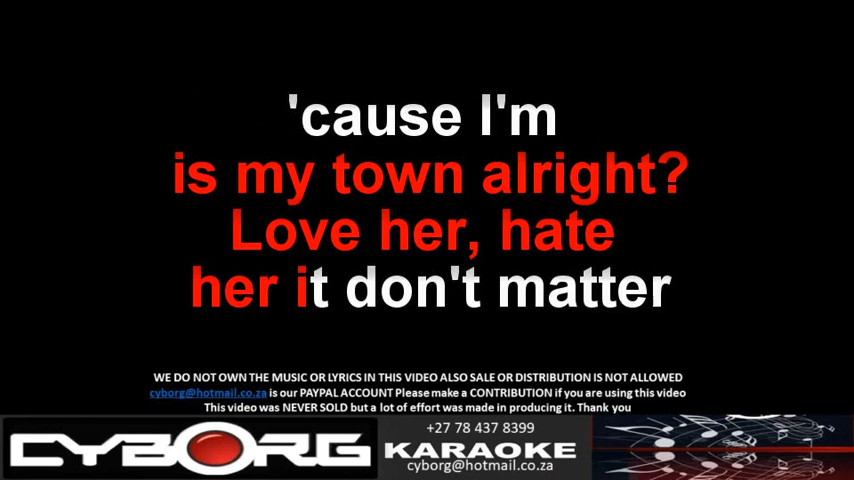 'cause I'm
is my town alright?
Love her, hate
her it don't matter
WE DO NOT OWN THE MUSIC OR LYRICS IN THIS VIDEO ALSO SALE OR DISTRIBUTION IS NOT ALLOWED
cyborg@hotmail.co.za is our PAYPAL ACCOUNT Please make a CONTRIBUTION if you are using this video
This video was NEVER SOLD but a lot of effort was made in producing it. Thank you
CYBORG
+27 78 437 8399
KARAOKE
cyborg@hotmail.co.za